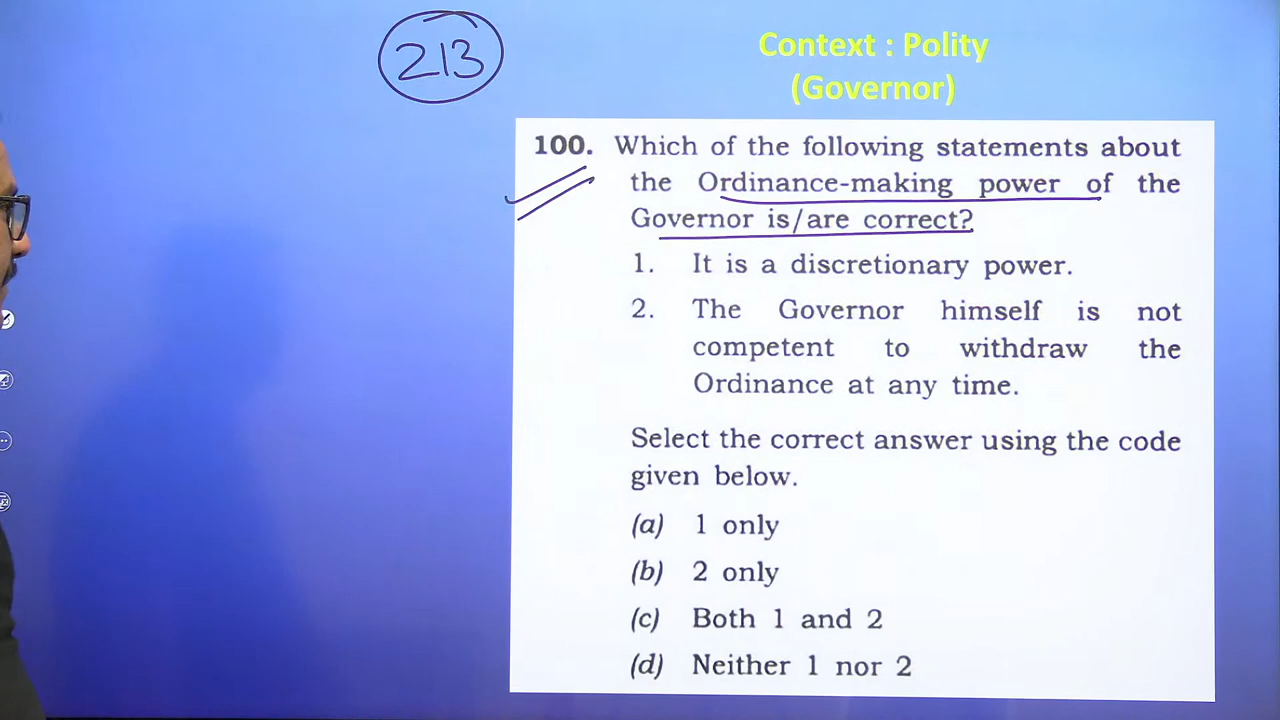 213
Context : Polity
(Governor)
100. Which of the following statements about
the Ordinance-making power of the
Governor is/are correct?
1. It is a discretionary power.
2. The Governor himself is not
competent to withdraw the
Ordinance at any time.
Select the correct answer using the code
given below.
(a) 1 only
(b) 2 only
(c) Both 1 and 2
(d) Neither 1 nor 2